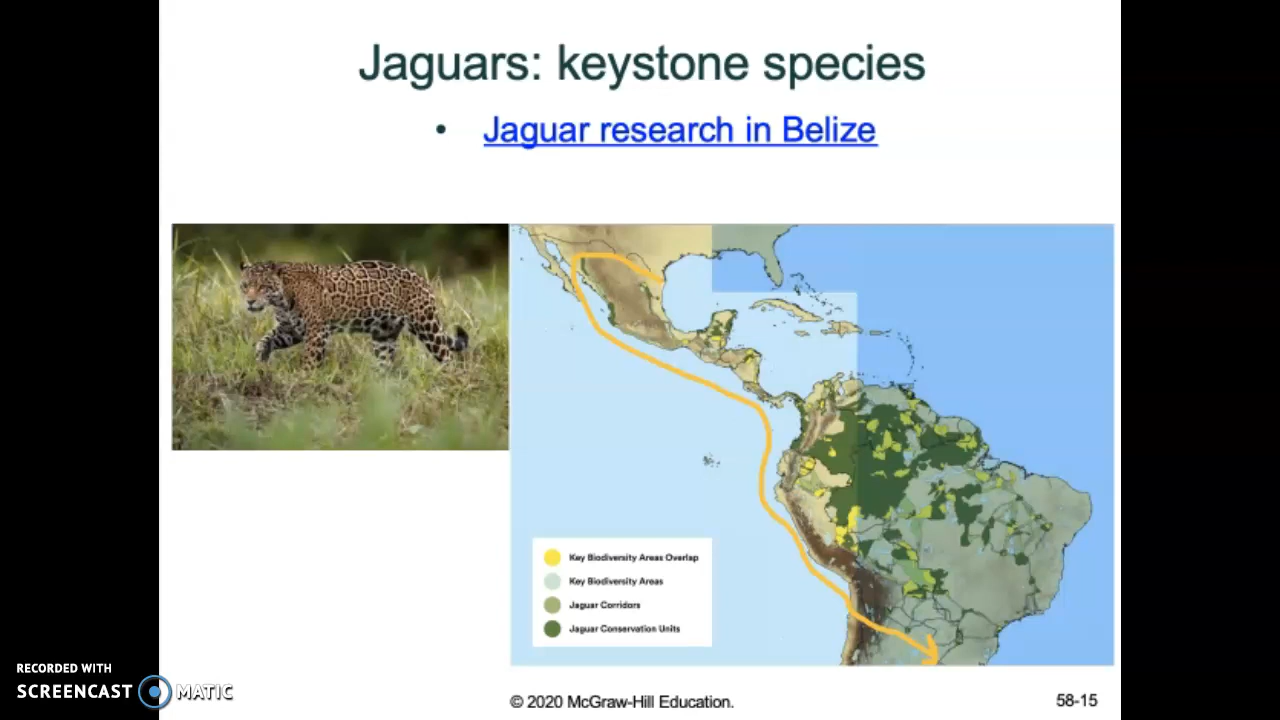 Jaguars: keystone species
• Jaguar research in Belize
Key Biodiversity Areas Overlap
Key Biodiversity Areas
Jaguar Corridors
Jaguar Conservation Units
RECORDED WITH
SCREENCAST MATIC
© 2020 McGraw-Hill Education.
58-15